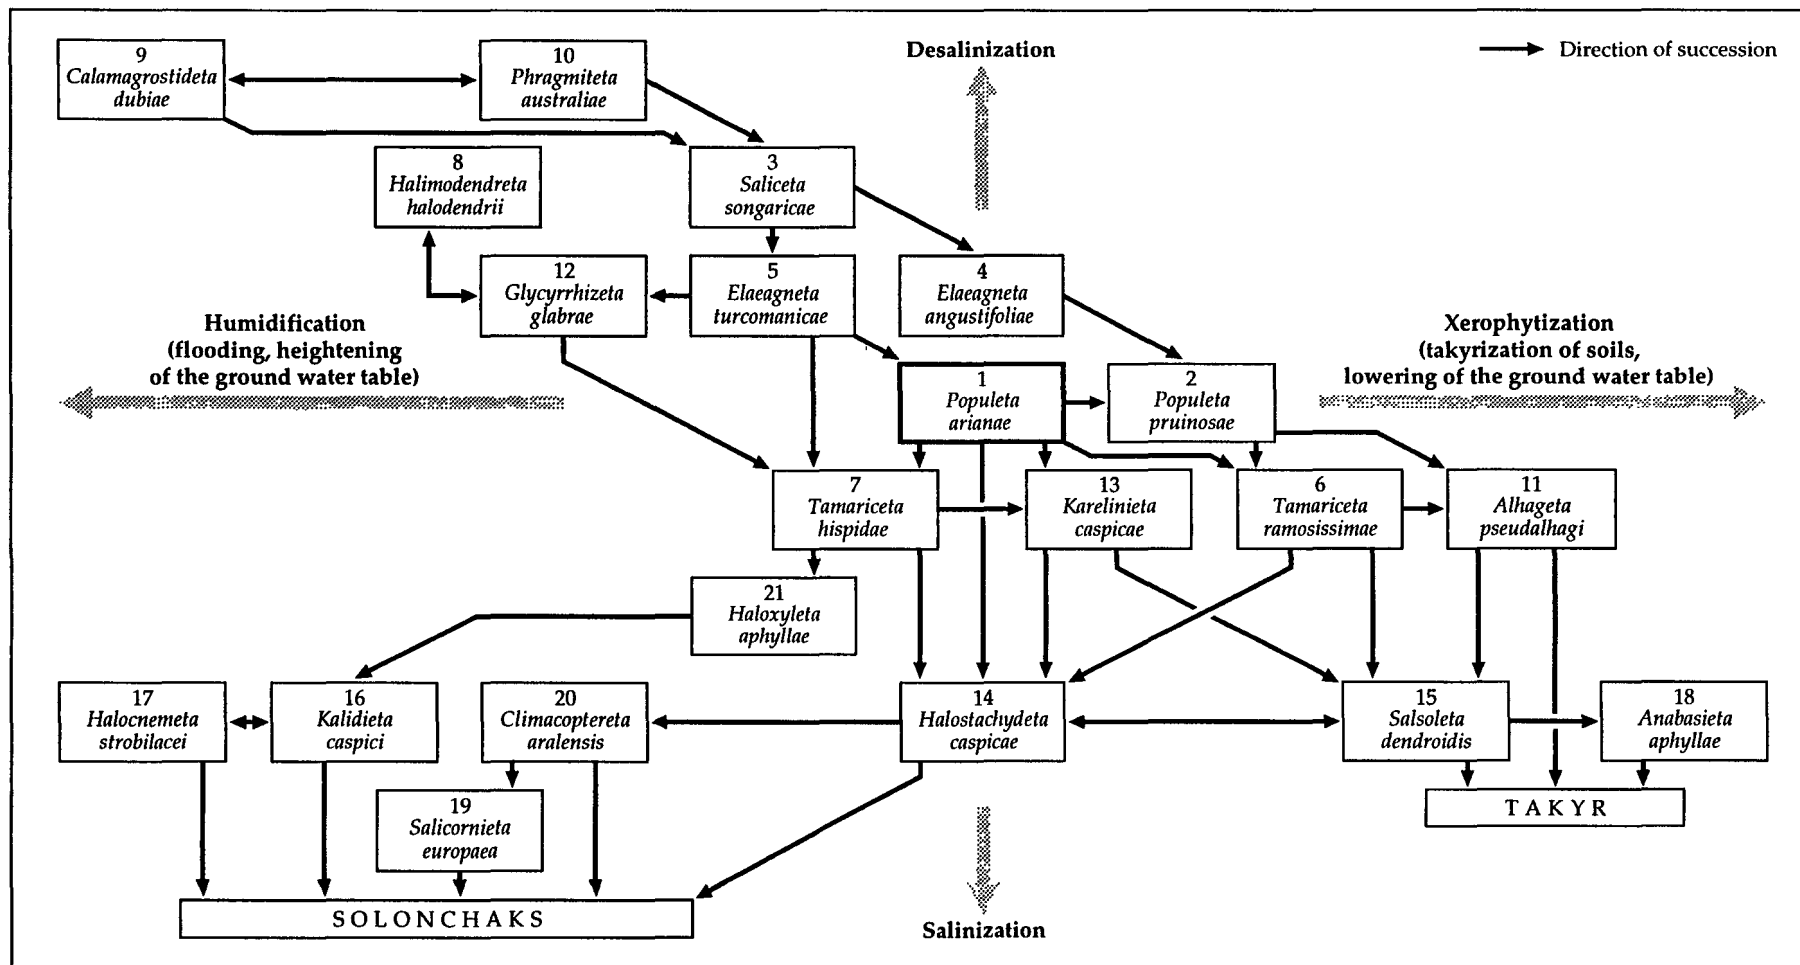 Desalinization
Direction of succession
9
Calamagrostideta
dubiae
10
Phragmiteta
australiae
8
Halimodendreta
halodendrii
3
Saliceta
songaricae
12
Glycyrrhizeta
glabrae
5
Elaeagneta
turcomanicae
4
Elaeagneta
angustifoliae
Humidification
(flooding, heightening
of the ground water table)
Xerophytization
(takyrization of soils,
lowering of the ground water table)
1
Populeta
arianae
2
Populeta
pruinosae
7
Tamariceta
hispidae
13
Karelinieta
caspicae
6
Tamariceta
ramosissimae
11
Alhageta
pseudalhagi
21
Haloxyleta
aphyllae
17
Halocnemeta
strobilacei
16
Kalidieta
caspici
20
Climacoptereta
aralensis
14
Halostachydeta
caspicae
15
Salsoleta
dendroidis
18
Anabasieta
aphyllae
19
Salicornieta
europaea
TAKYR
SOLONCHAKS
Salinization